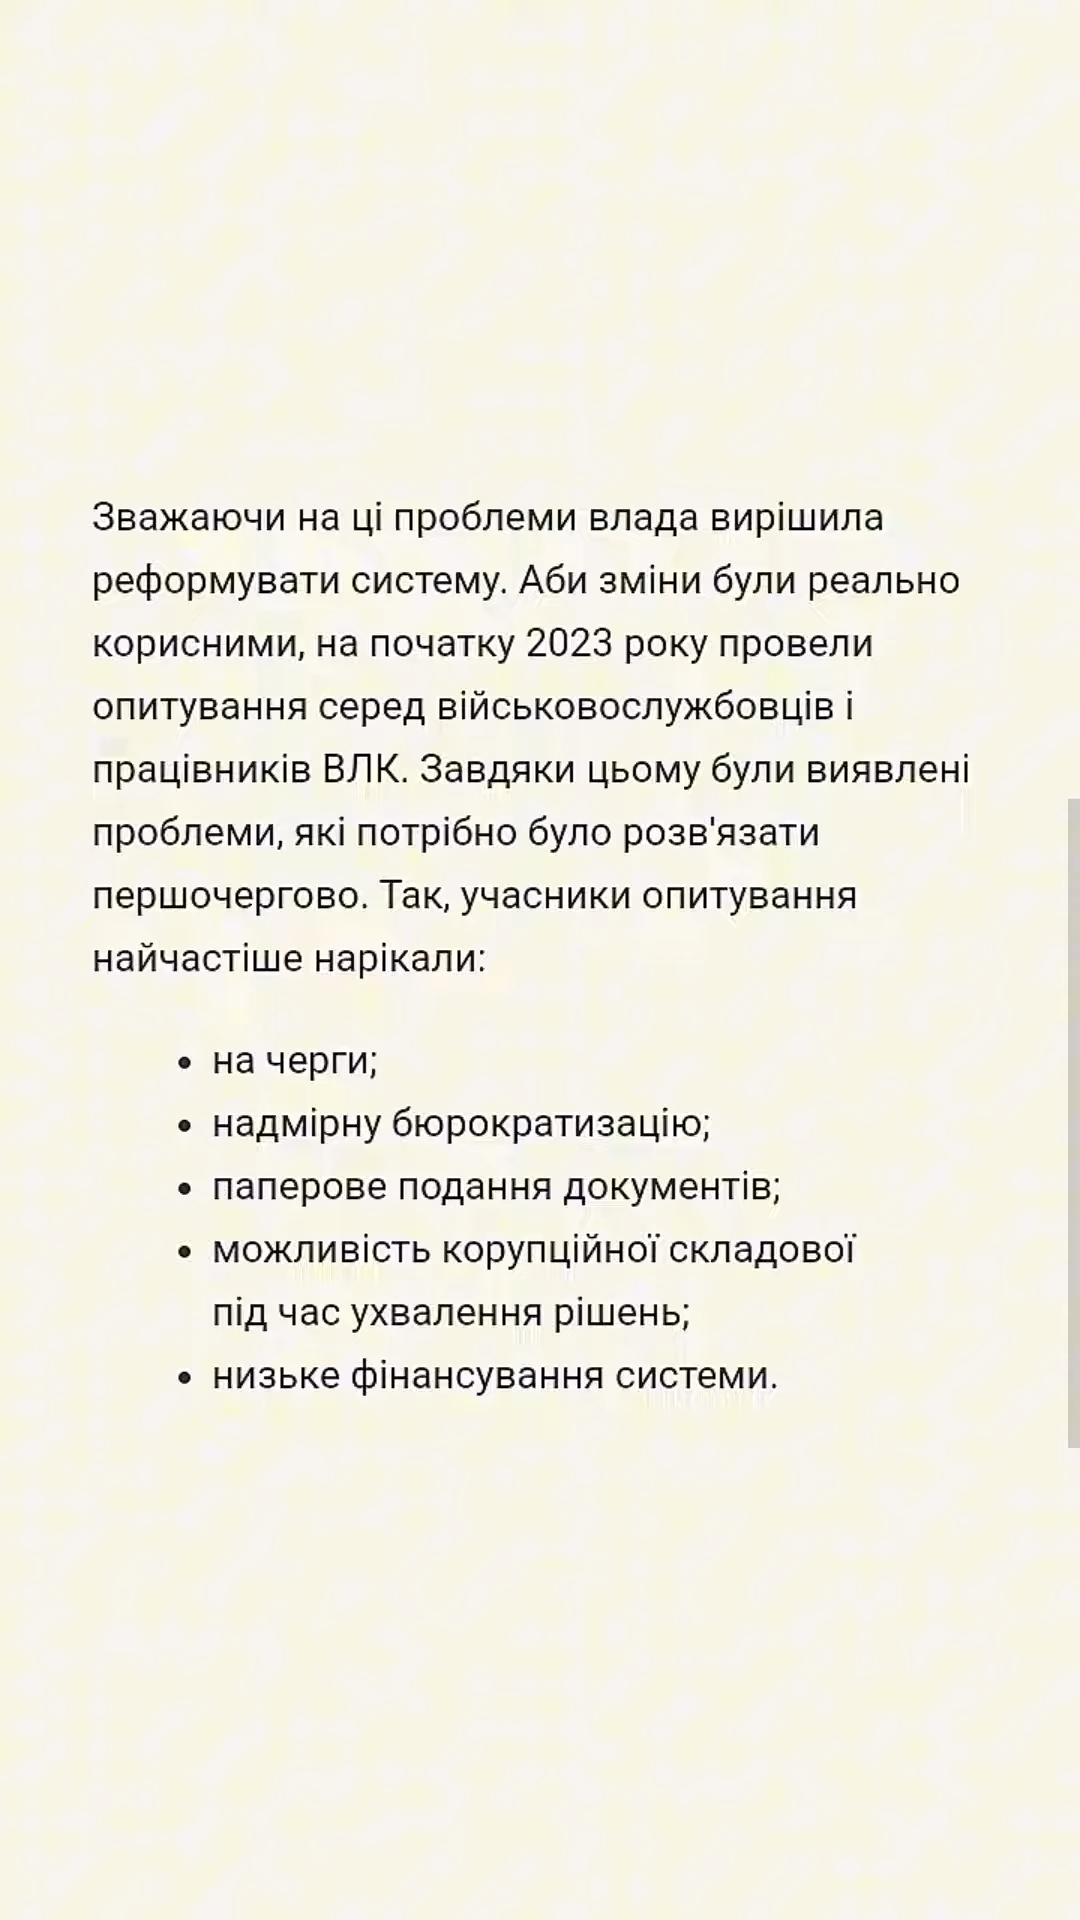 Зважаючи на ці проблеми влада вирішила
реформувати систему. Аби зміни були реально
корисними, на початку 2023 року провели
опитування серед військовослужбовців і
працівників ВЛК. Завдяки цьому були виявлені
проблеми, які потрібно було розв'язати
першочергово. Так, учасники опитування
найчастіше нарікали:
• на черги;
• надмірну бюрократизацію;
• паперове подання документів;
• можливість корупційної складової
під час ухвалення рішень;
• низьке фінансування системи.